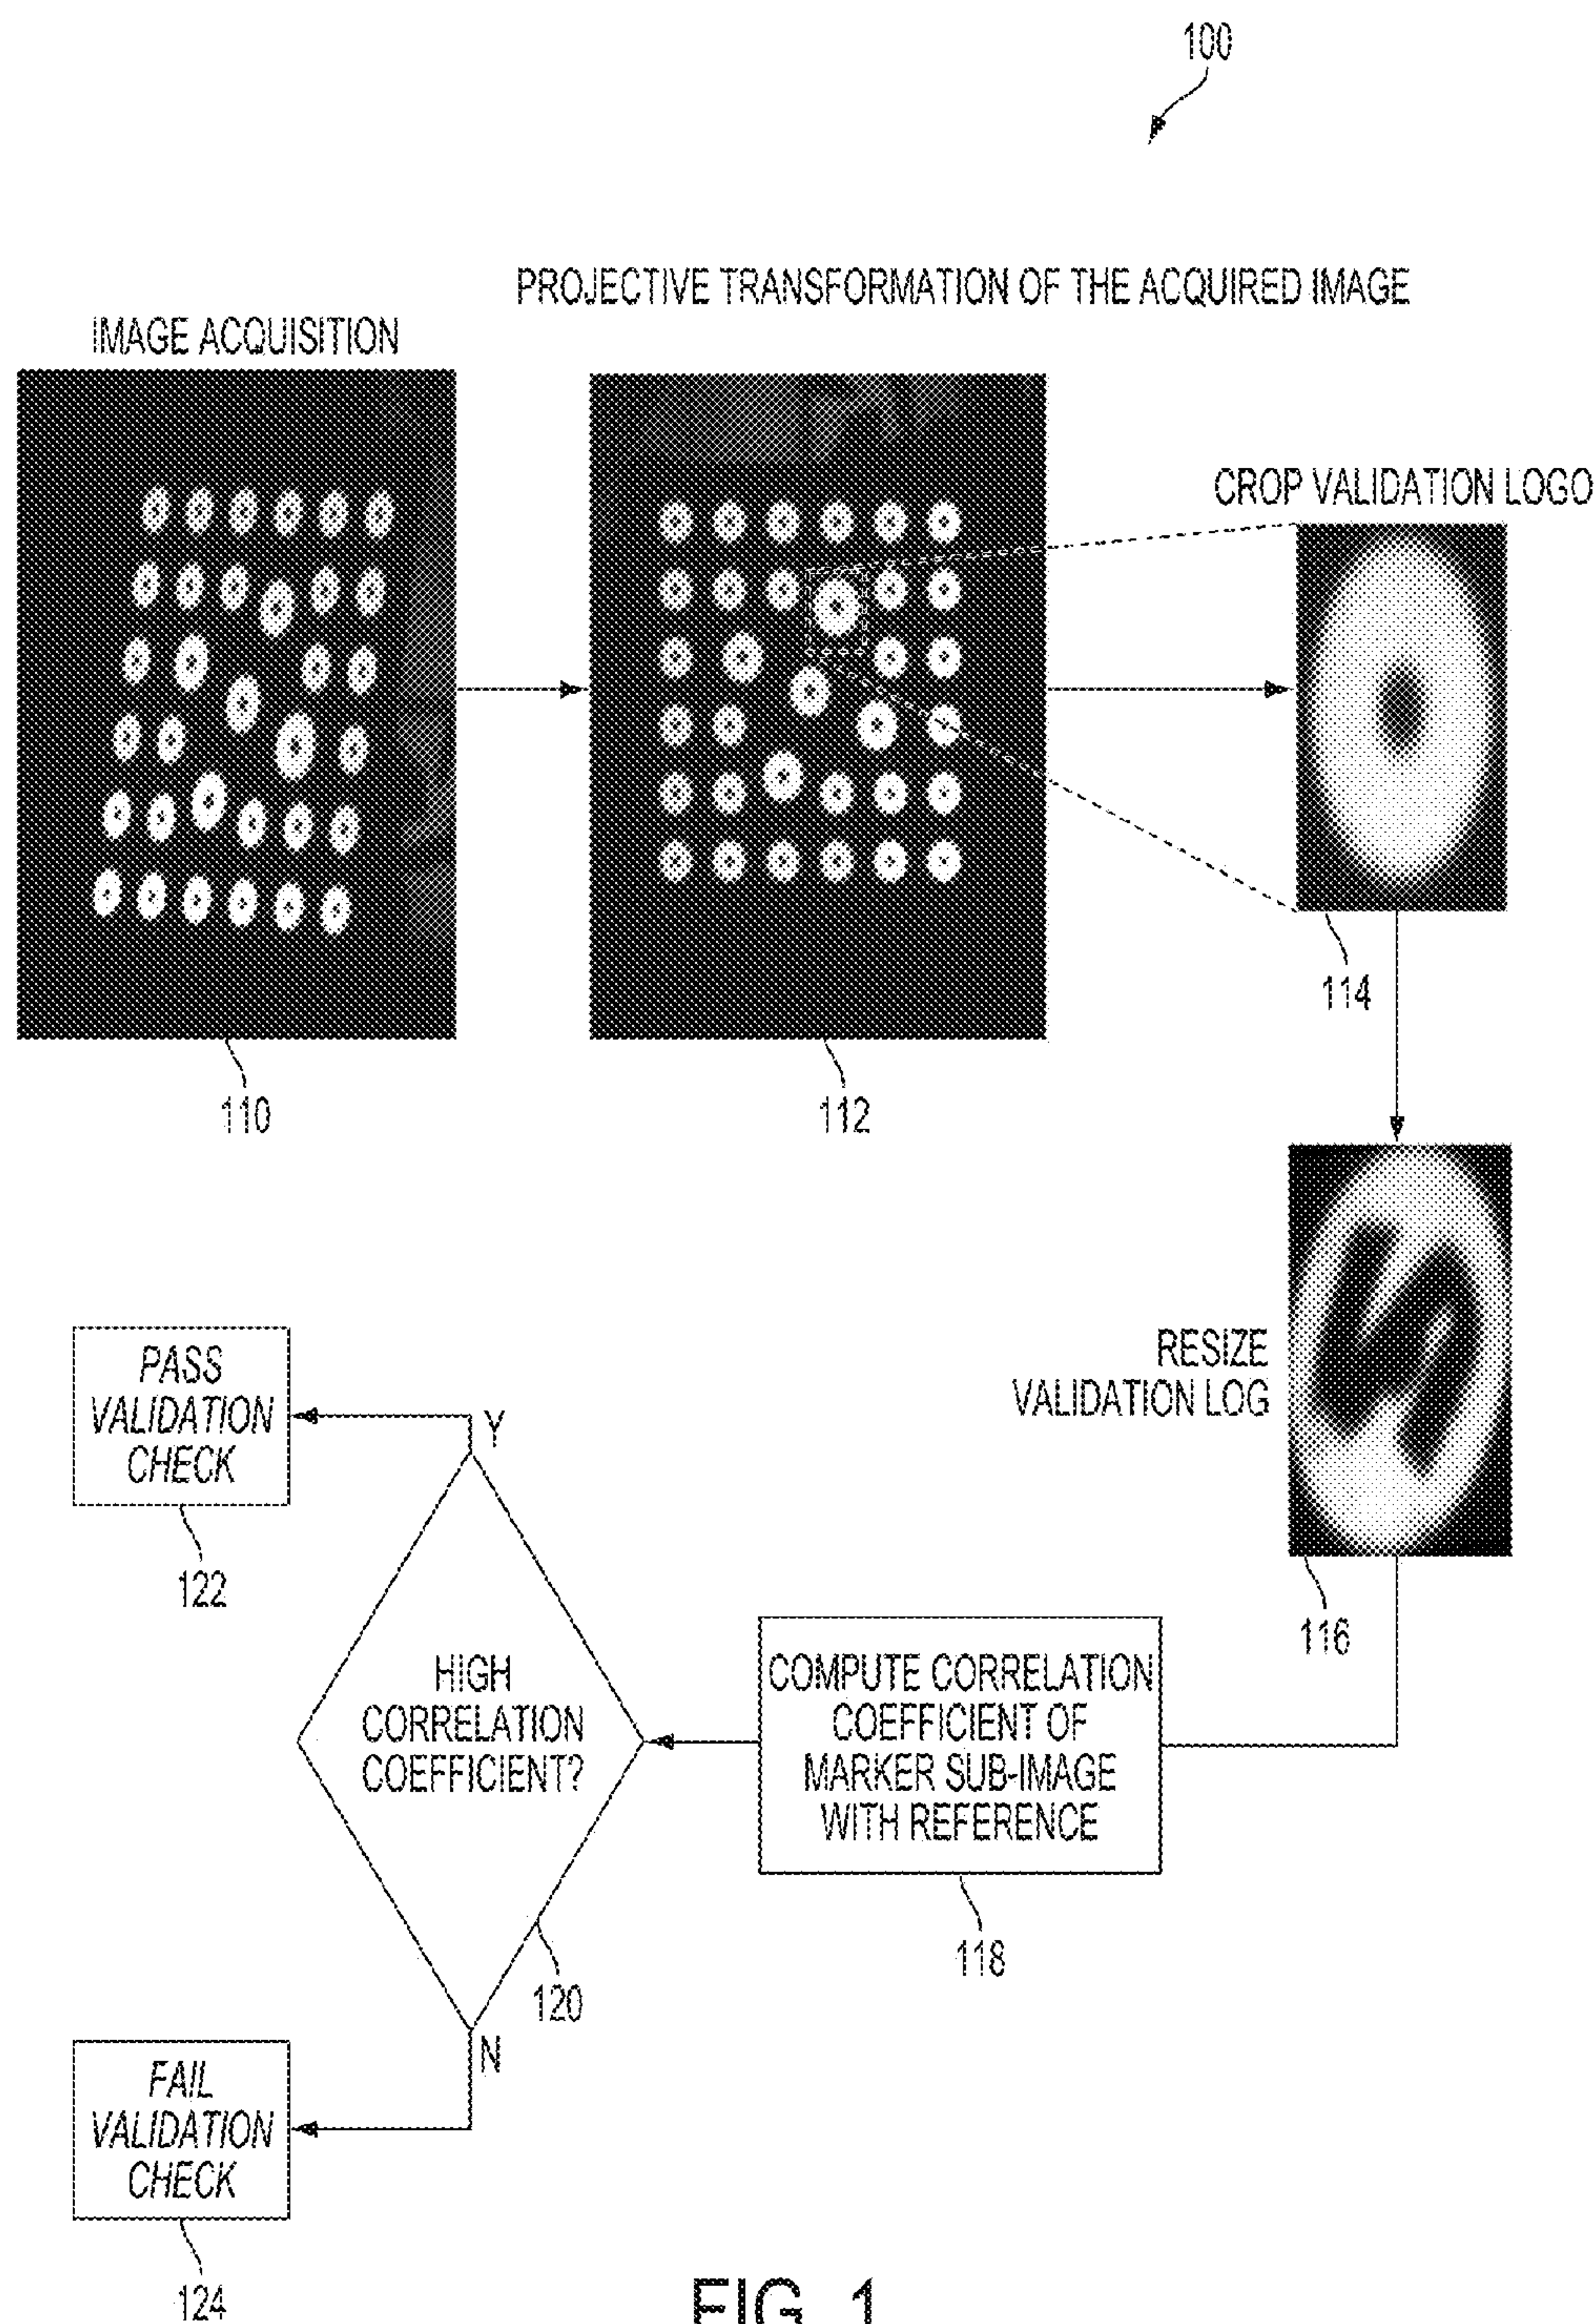 100
PROJECTIVE TRANSFORMATION OF THE ACQUIRED IMAGE
IMAGE ACQUISITION
CROP VALIDATION LOGO
114
110
112
RESIZE
VALIDATION LOG
116
PASS
VALIDATION
CHECK
122
Y
HIGH
CORRELATION
COEFFICIENT?
COMPUTE CORRELATION
COEFFICIENT OF
MARKER SUB-IMAGE
WITH REFERENCE
118
120
N
FAIL
VALIDATION
CHECK
124
FIG. 1